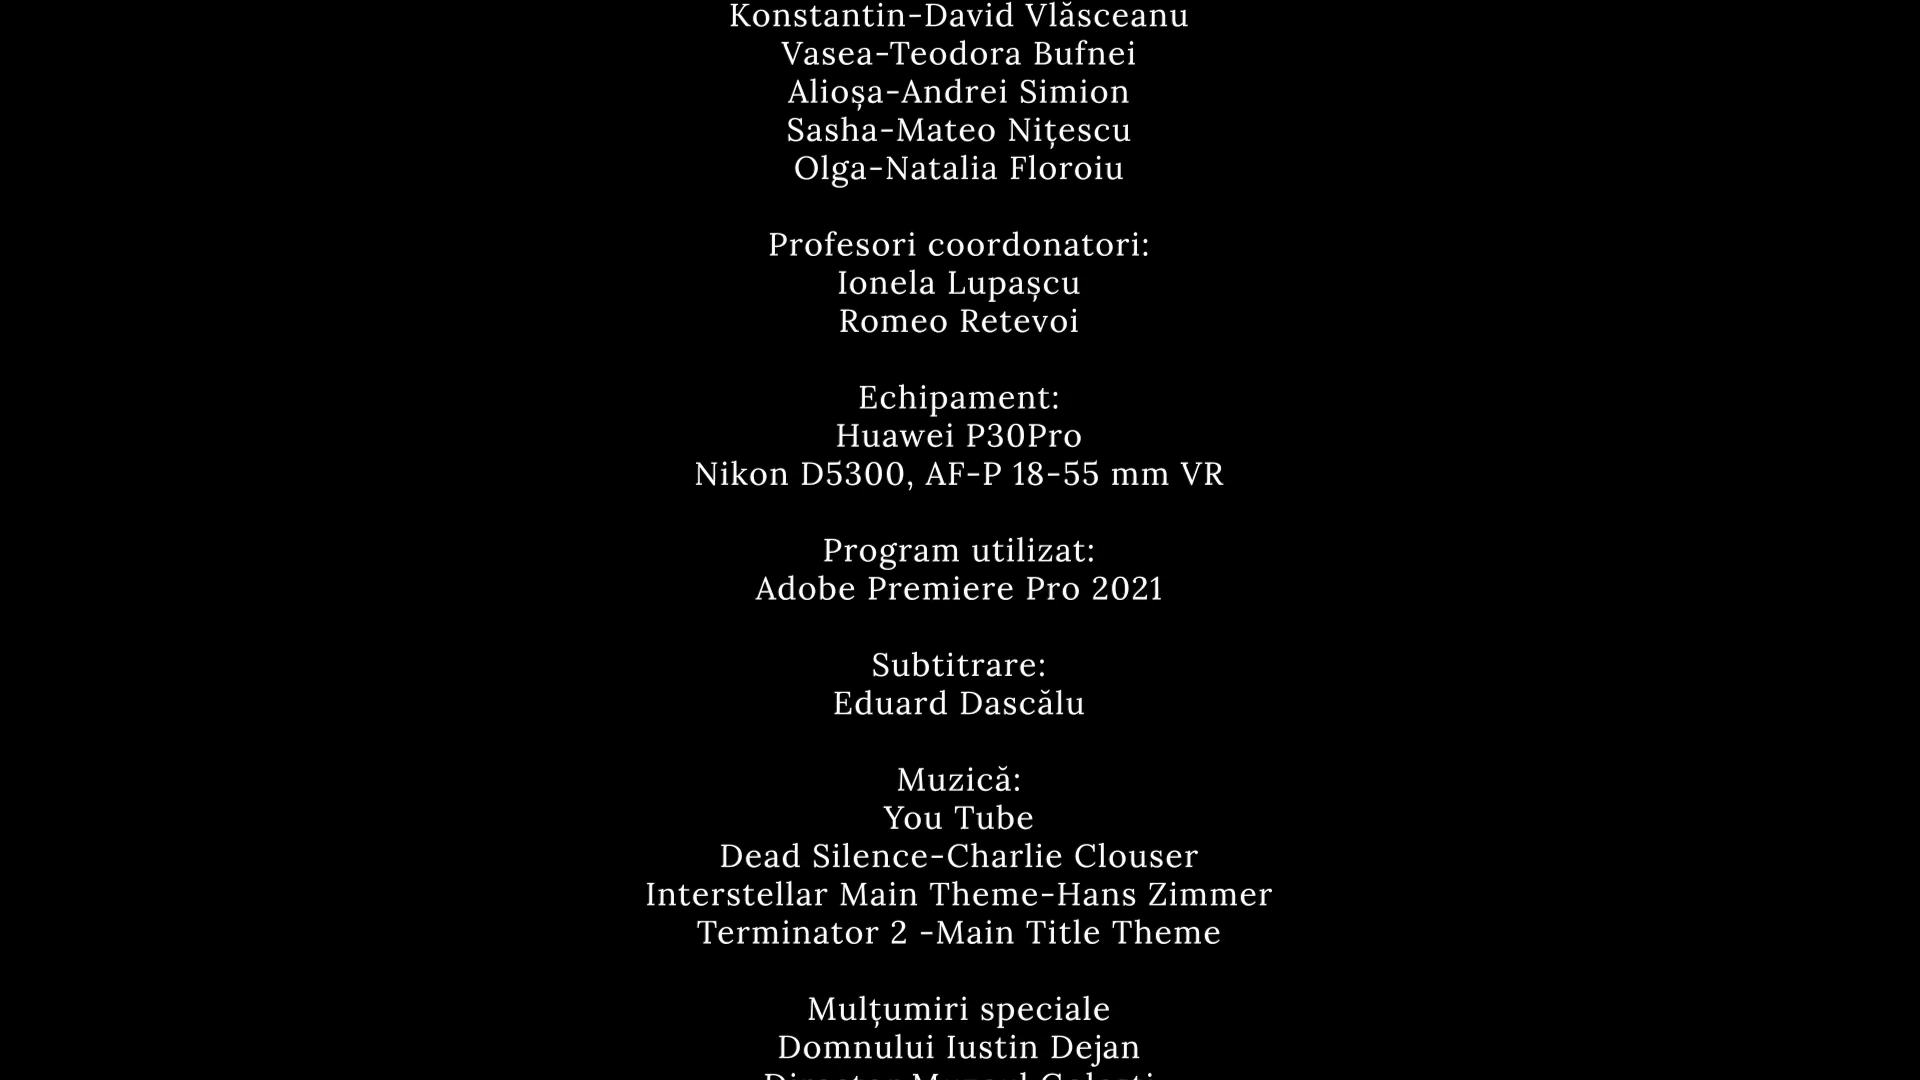 Konstantin-David Vlăsceanu
Vasea-Teodora Bufnei
Alioșa-Andrei Simion
Sasha-Mateo Nițescu
Olga-Natalia Floroiu
Profesori coordonatori:
Ionela Lupașcu
Romeo Retevoi
Echipament:
Huawei P30Pro
Nikon D5300, AF-P 18-55 mm VR
Program utilizat:
Adobe Premiere Pro 2021
Subtitrare:
Eduard Dascălu
Muzică:
You Tube
Dead Silence-Charlie Clouser
Interstellar Main Theme-Hans Zimmer
Terminator 2 -Main Title Theme
Mulțumiri speciale
Domnului Iustin Dejan